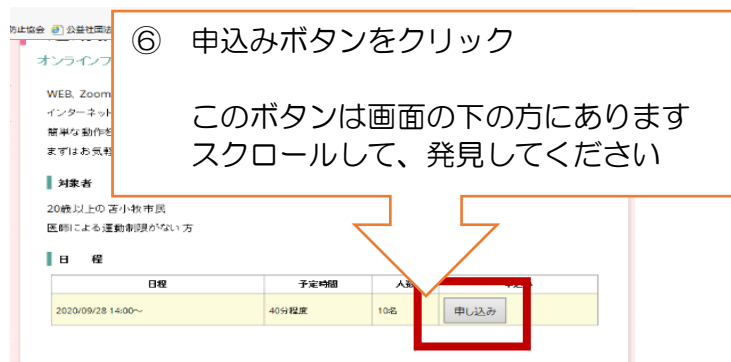 防止協会 公益社団法
⑥ 申込みボタンをクリック
オンラインフ
WEB, Zoom
インターネット
このボタンは画面の下の方にあります
簡単な動作を
まずはお気軽
スクロールして、発見してください
対象者
20歳以上の苫小牧市民
医師による運動制限がない方
日 程
日程 予定時間 人数
2020/09/28 14:00～ 40分程度 10名 申し込み